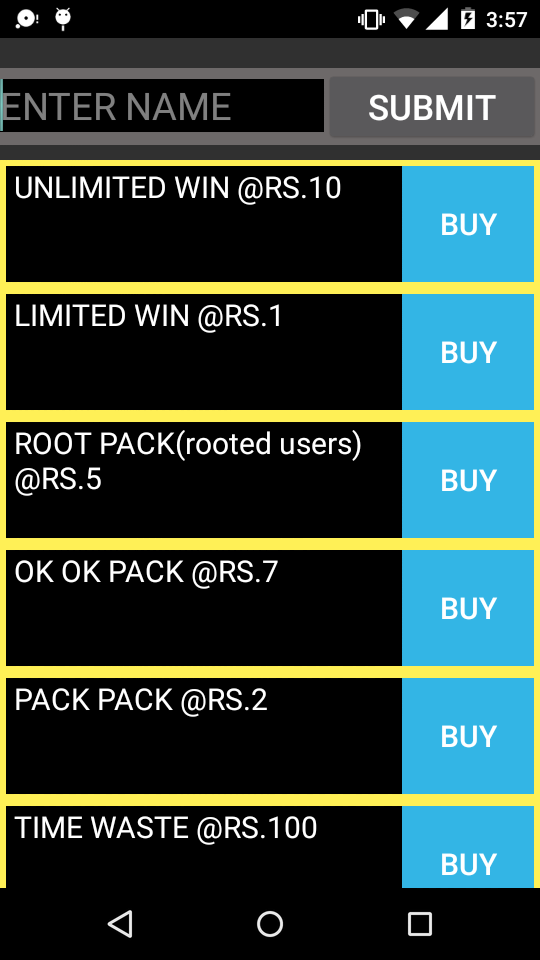 3:57
ENTER NAME
SUBMIT
UNLIMITED WIN @RS.10
BUY
LIMITED WIN @RS.1
BUY
ROOT PACK(rooted users)
@RS.5
BUY
OK OK PACK @RS.7
BUY
PACK PACK @RS.2
BUY
TIME WASTE @RS.100
BUY